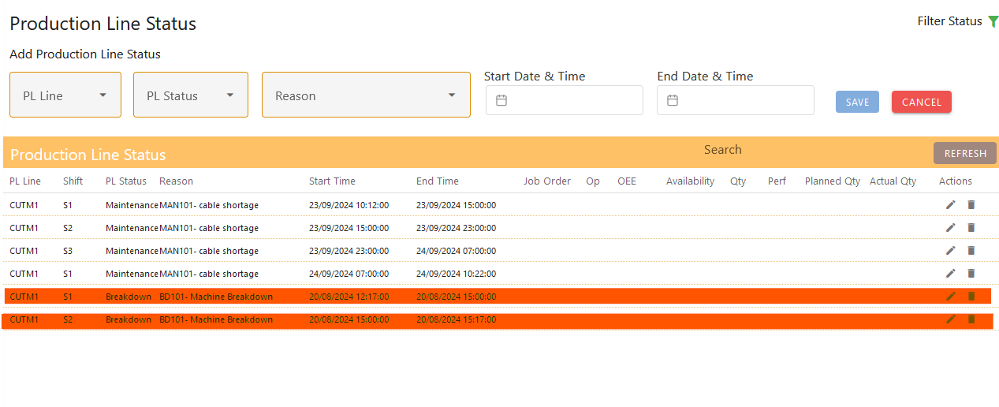 Production Line Status
Filter Status
Add Production Line Status
PL Line PL Status Reason Start Date & Time End Date & Time SAVE CANCEL
Production Line Status Search REFRESH
PL Line Shift PL Status Reason Start Time End Time Job Order Op OEE Availability Qty Perf Planned Qty Actual Qty Actions
CUTM1 S1 Maintenance MAN101- cable shortage 23/09/2024 10:12:00 23/09/2024 15:00:00
CUTM1 S2 Maintenance MAN101- cable shortage 23/09/2024 15:00:00 23/09/2024 23:00:00
CUTM1 S3 Maintenance MAN101- cable shortage 23/09/2024 23:00:00 24/09/2024 07:00:00
CUTM1 S1 Maintenance MAN101- cable shortage 24/09/2024 07:00:00 24/09/2024 10:22:00
CUTM1 S1 Breakdown BD101- Machine Breakdown 20/08/2024 12:17:00 20/08/2024 15:00:00
CUTM1 S2 Breakdown BD101- Machine Breakdown 20/08/2024 15:00:00 20/08/2024 15:17:00